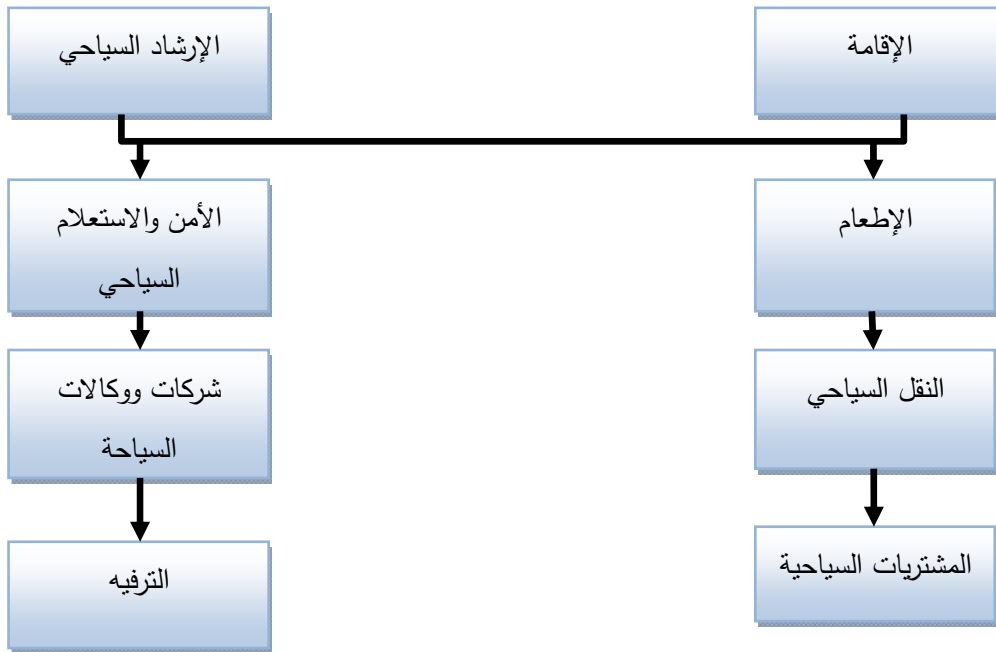 الإقامة
الإرشاد السياحي
الإطعام
الأمن والاستعلام
السياحي
النقل السياحي
شركات ووكالات
السياحة
المشتريات السياحية
الترفيه